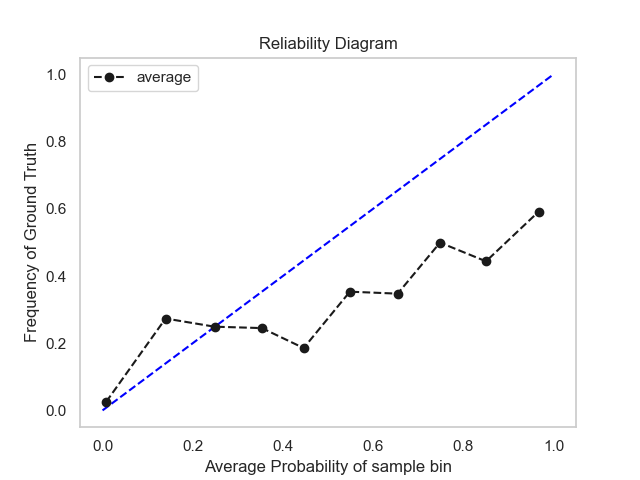 Reliability Diagram
average
1.0
0.8
0.6
0.4
0.2
0.0
Frequency of Ground Truth
0.0 0.2 0.4 0.6 0.8 1.0
Average Probability of sample bin